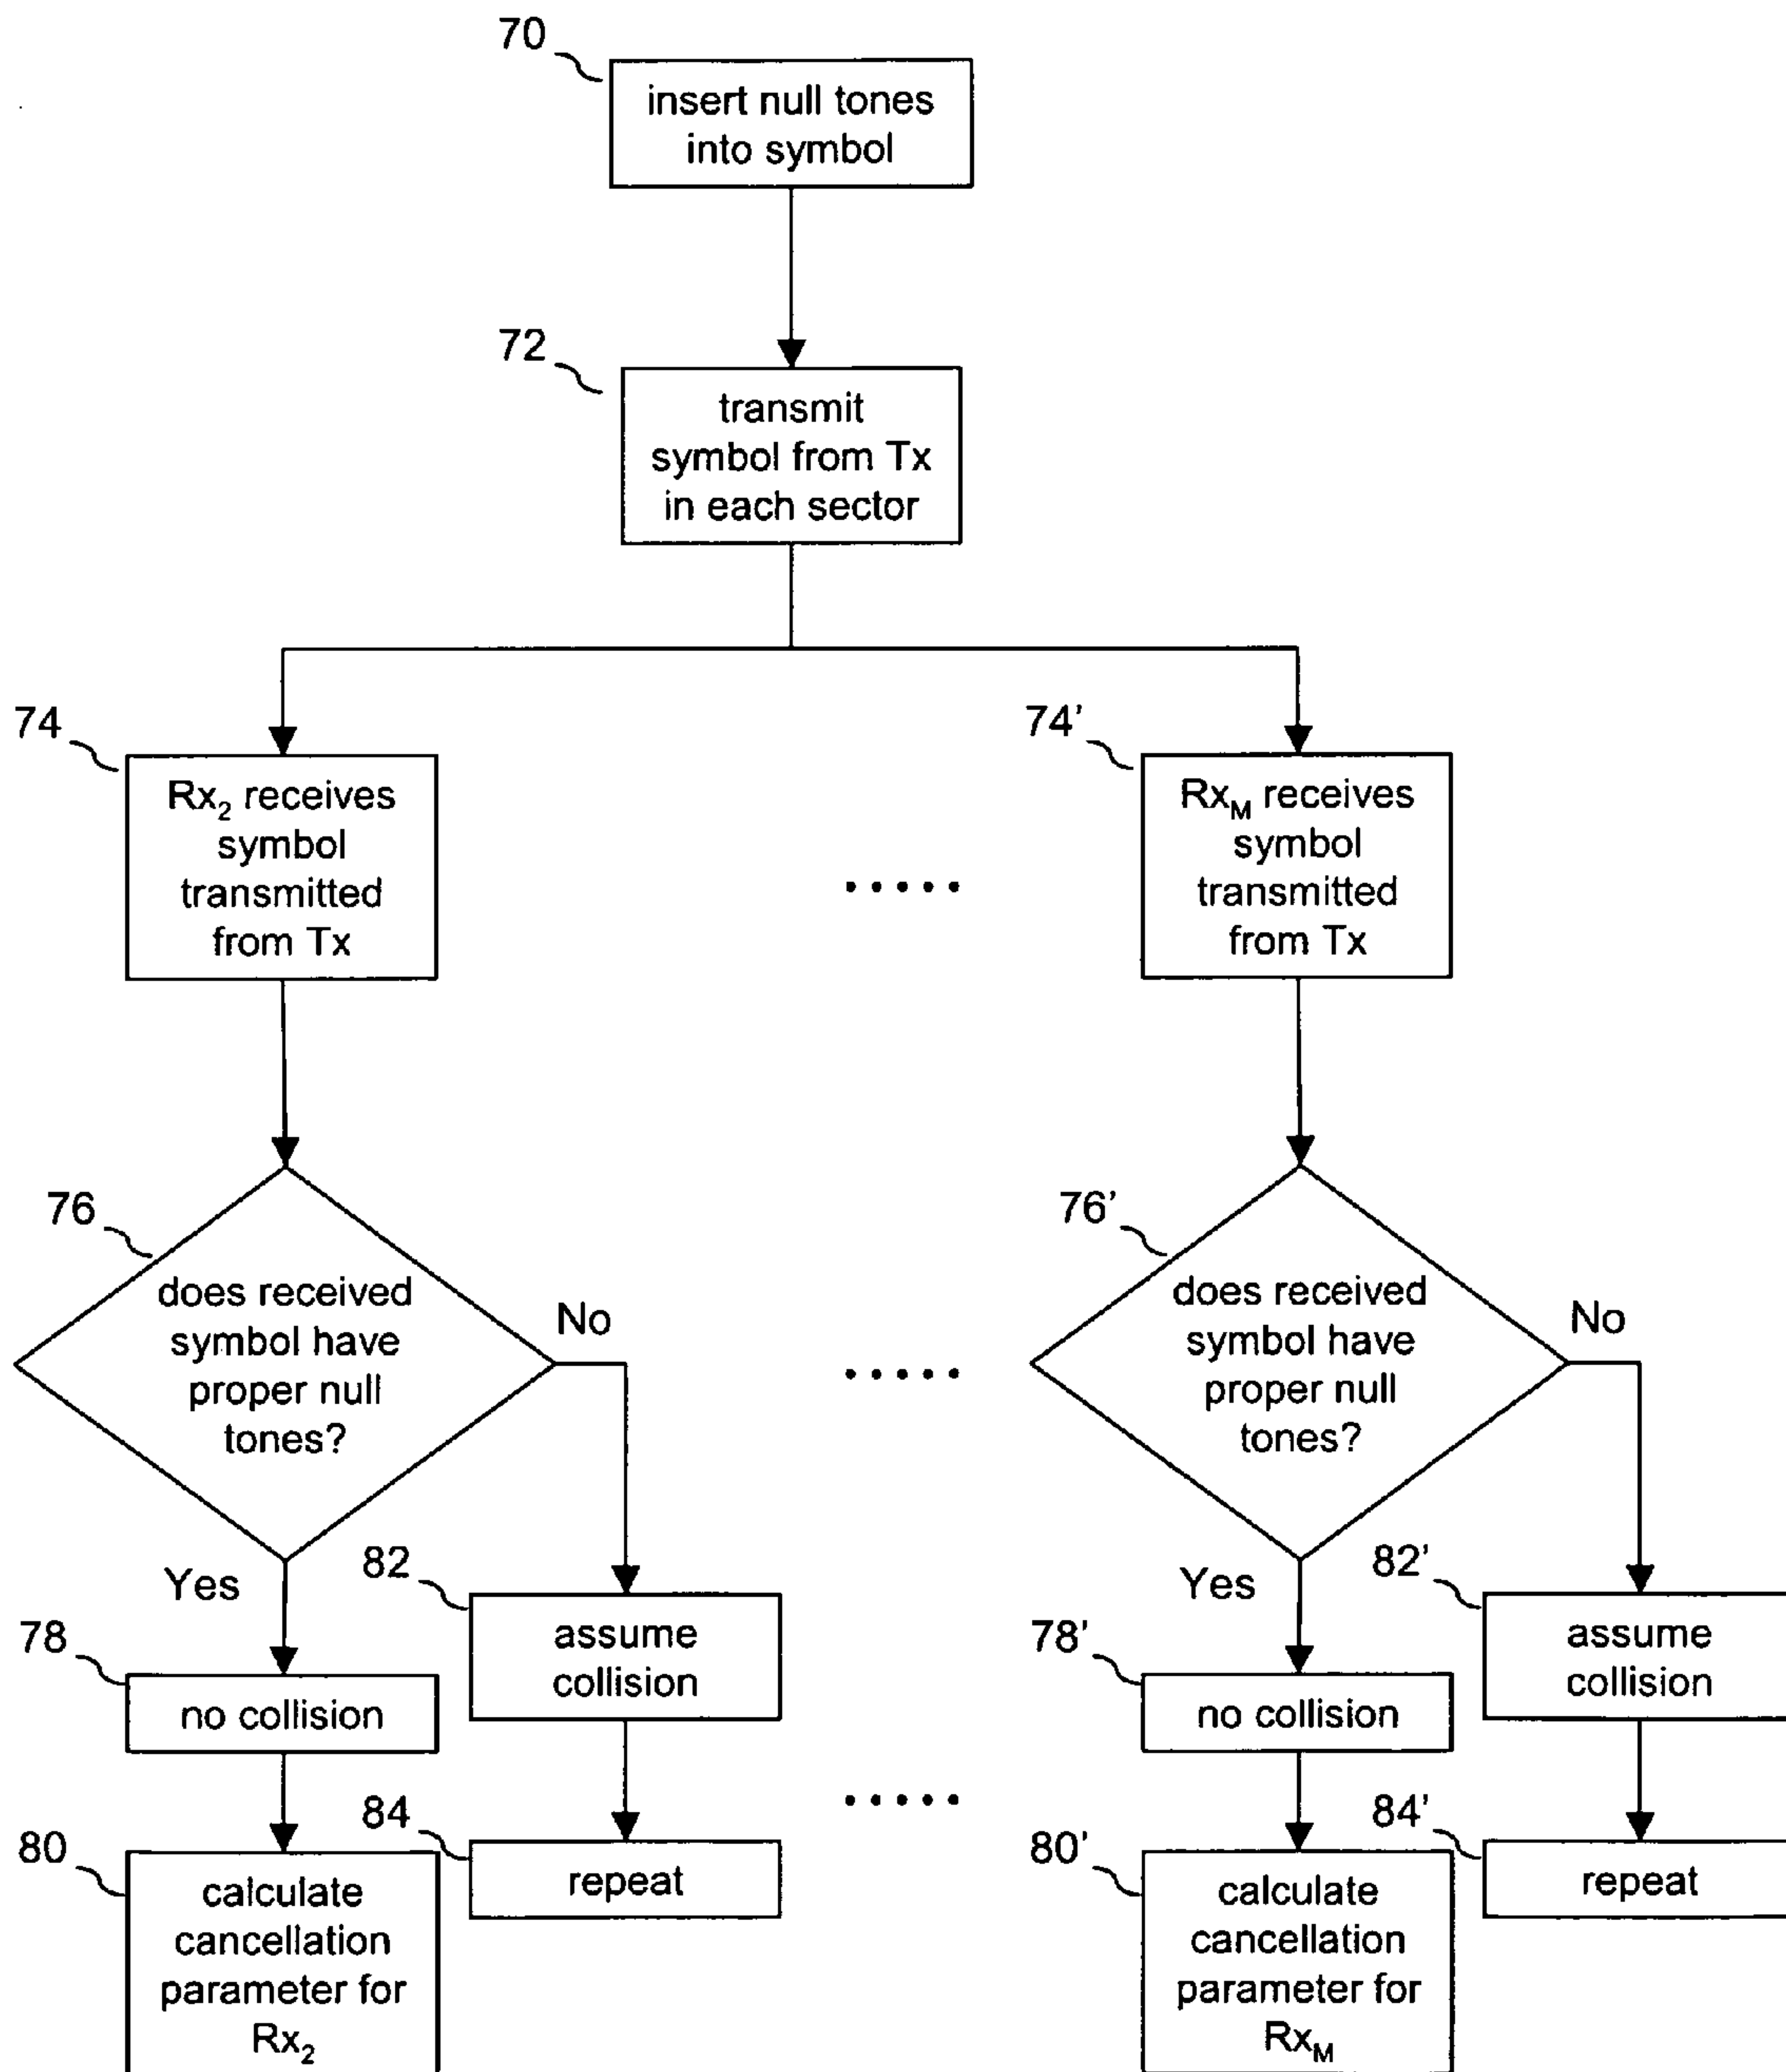 70
insert null tones
into symbol
72
transmit
symbol from Tx
in each sector
74
Rx₂ receives
symbol
transmitted
from Tx
.....
74'
Rx_M receives
symbol
transmitted
from Tx
76
does received
symbol have
proper null
tones?
No
Yes
.....
76'
does received
symbol have
proper null
tones?
No
Yes
78
no collision
82
assume
collision
78'
no collision
82'
assume
collision
80
calculate
cancellation
parameter for
Rx₂
84
repeat
.....
80'
calculate
cancellation
parameter for
Rx_M
84'
repeat